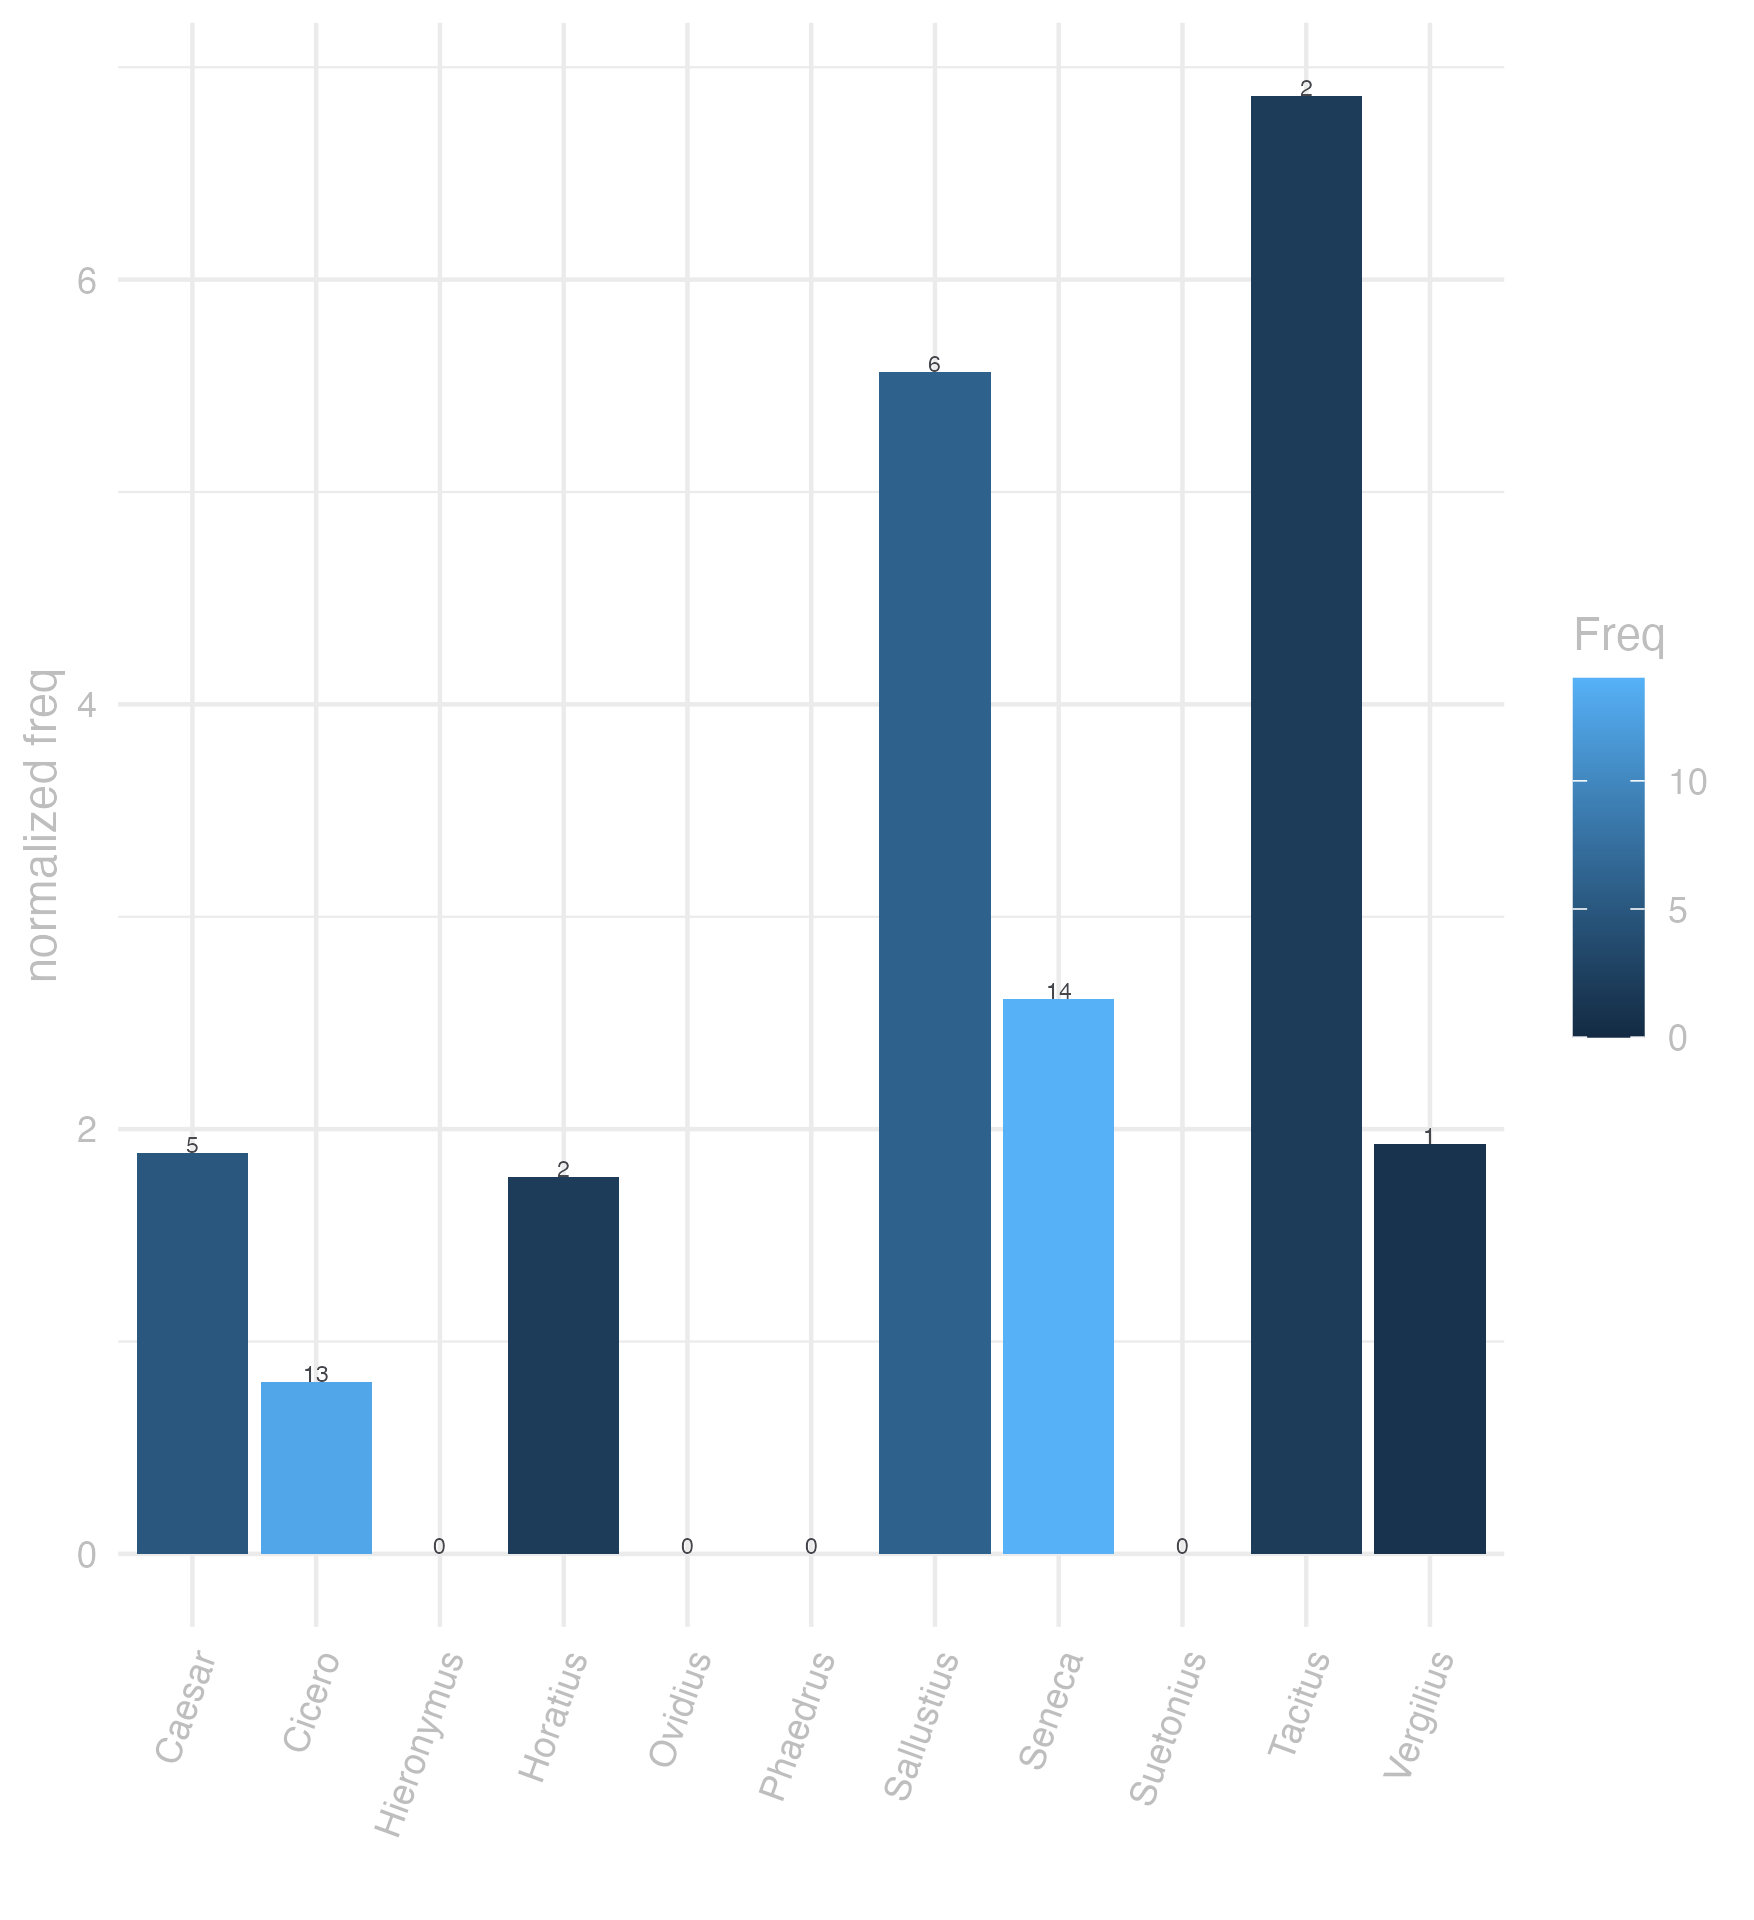 2
6
6
Freq
4
normalized freq
10
5
14
0
2
1
5
2
13
0
0
0
0
0
Caesar
Cicero
Hieronymus
Horatius
Ovidius
Phaedrus
Sallustius
Seneca
Suetonius
Tacitus
Vergilius